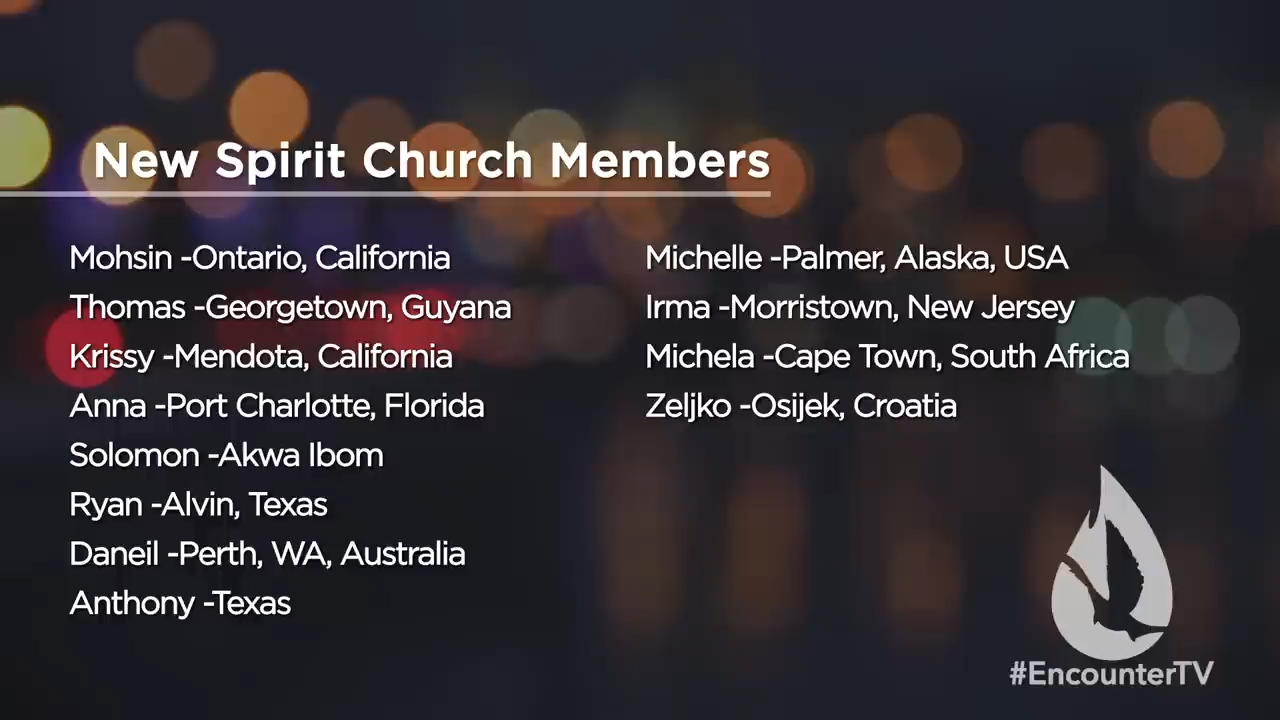 New Spirit Church Members
Mohsin -Ontario, California
Thomas -Georgetown, Guyana
Krissy -Mendota, California
Anna -Port Charlotte, Florida
Solomon -Akwa Ibom
Ryan -Alvin, Texas
Daneil -Perth, WA, Australia
Anthony -Texas
Michelle -Palmer, Alaska, USA
Irma -Morristown, New Jersey
Michela -Cape Town, South Africa
Zeljko -Osijek, Croatia
#EncounterTV